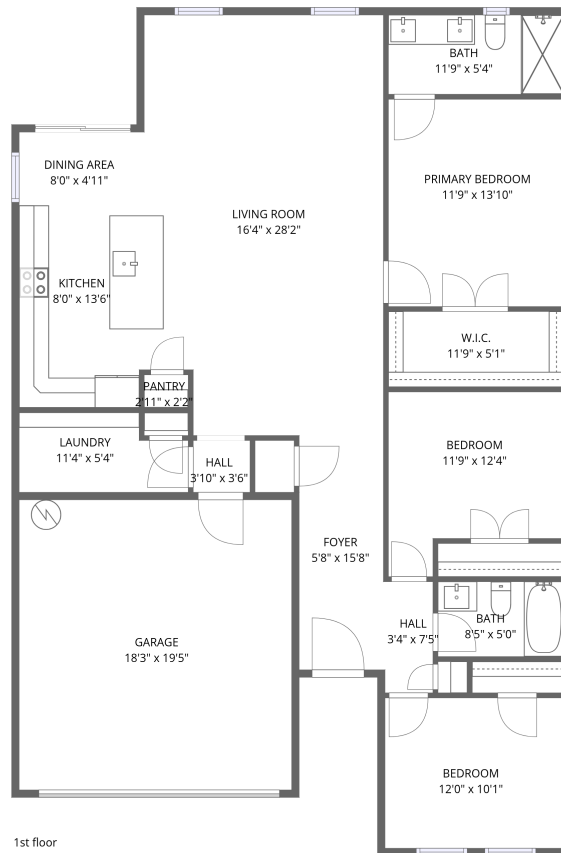 BATH
11'9" x 5'4"
DINING AREA
8'0" x 4'11"
PRIMARY BEDROOM
11'9" x 13'10"
LIVING ROOM
16'4" x 28'2"
KITCHEN
8'0" x 13'6"
W.I.C.
11'9" x 5'1"
PANTRY
2'11" x 2'2"
LAUNDRY
11'4" x 5'4"
HALL
3'10" x 3'6"
BEDROOM
11'9" x 12'4"
FOYER
5'8" x 15'8"
HALL
3'4" x 7'5"
BATH
8'5" x 5'0"
GARAGE
18'3" x 19'5"
BEDROOM
12'0" x 10'1"
1st floor